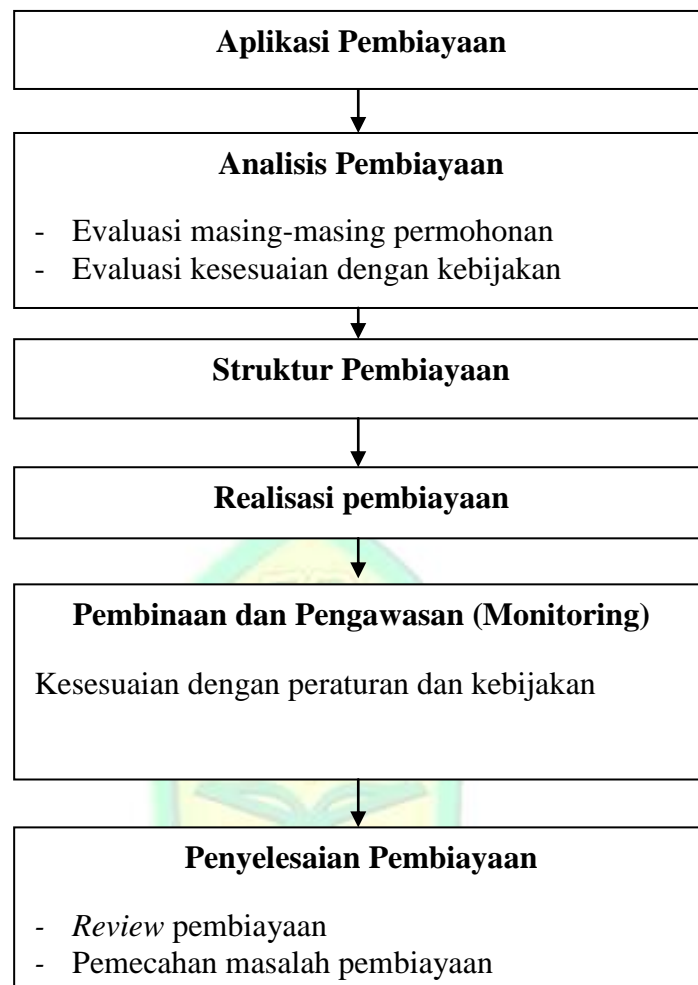 Aplikasi Pembiayaan
Analisis Pembiayaan
- Evaluasi masing-masing permohonan
- Evaluasi kesesuaian dengan kebijakan
Struktur Pembiayaan
Realisasi pembiayaan
Pembinaan dan Pengawasan (Monitoring)
Kesesuaian dengan peraturan dan kebijakan
Penyelesaian Pembiayaan
- Review pembiayaan
- Pemecahan masalah pembiayaan